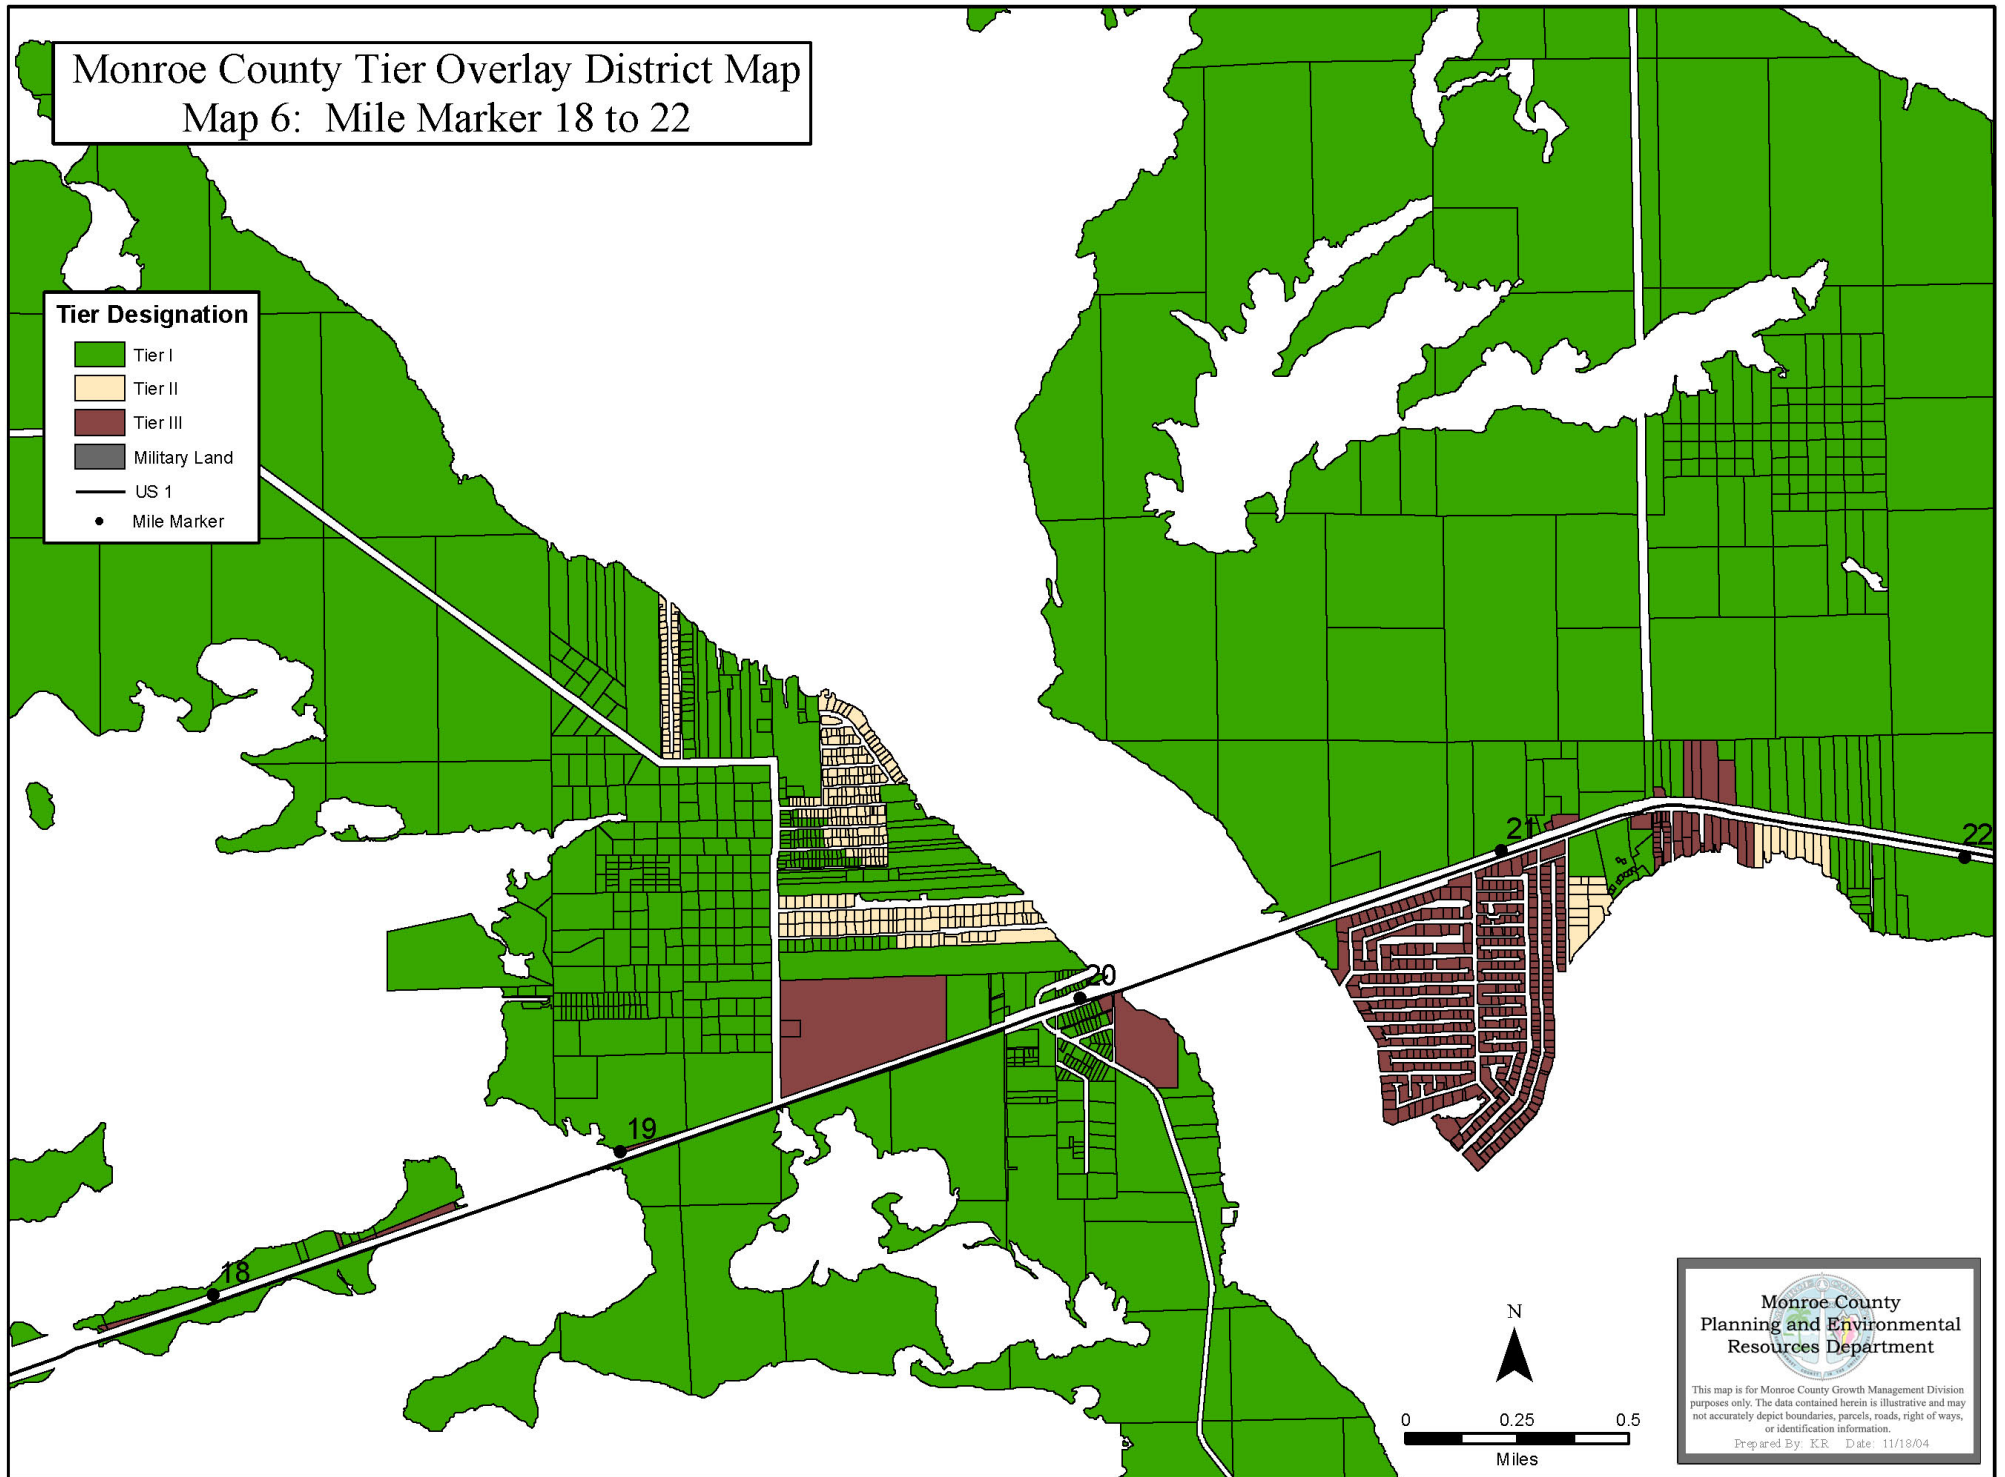 Monroe County Tier Overlay District Map
Map 6: Mile Marker 18 to 22
Tier Designation
Tier I
Tier II
Tier III
Military Land
US 1
Mile Marker
21
22
20
19
18
N
0 0.25 0.5
Miles
Monroe County
Planning and Environmental
Resources Department
This map is for Monroe County Growth Management Division
purposes only. The data contained herein is illustrative and may
not accurately depict boundaries, parcels, roads, right of ways,
or identification information.
Prepared By: KR Date: 11/18/04